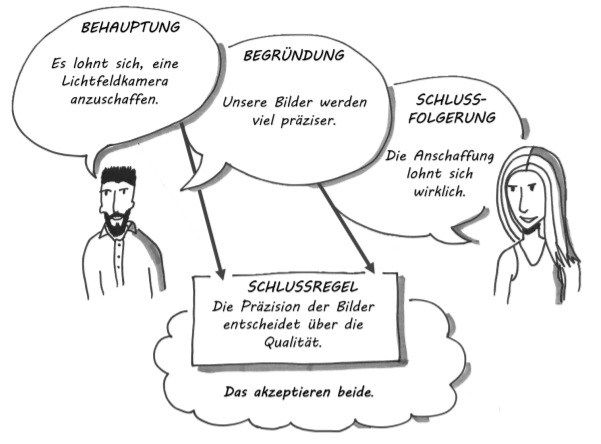 BEHAUPTUNG
Es lohnt sich, eine
Lichtfeldkamera
anzuschaffen.
BEGRÜNDUNG
Unsere Bilder werden
viel präziser.
SCHLUSS-
FOLGERUNG
Die Anschaffung
lohnt sich
wirklich.
SCHLUSSREGEL
Die Präzision der Bilder
entscheidet über die
Qualität.
Das akzeptieren beide.